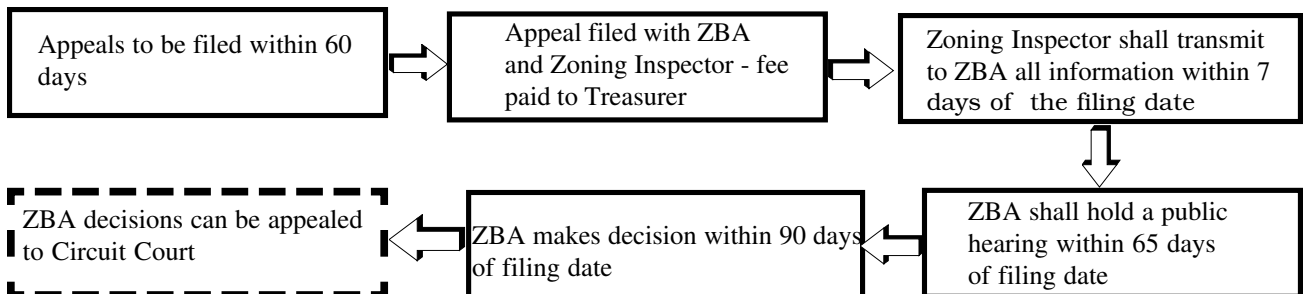 Appeals to be filed within 60
days
Appeal filed with ZBA
and Zoning Inspector - fee
paid to Treasurer
Zoning Inspector shall transmit
to ZBA all information within 7
days of the filing date
ZBA shall hold a public
hearing within 65 days
of filing date
ZBA makes decision within 90 days
of filing date
ZBA decisions can be appealed
to Circuit Court